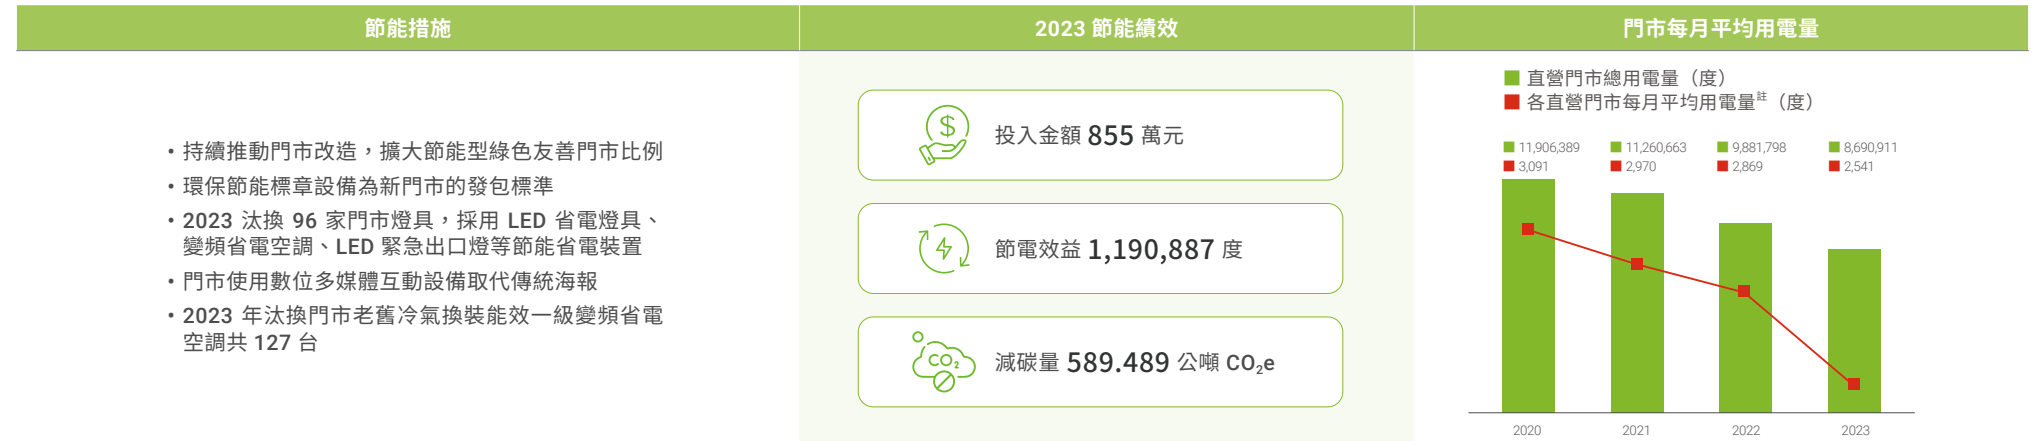 節能措施
• 持續推動門市改造，擴大節能型綠色友善門市比例
• 環保節能標章設備為新門市的發包標準
• 2023 汰換 96 家門市燈具，採用 LED 省電燈具、
變頻省電空調、LED 緊急出口燈等節能省電裝置
• 門市使用數位多媒體互動設備取代傳統海報
• 2023 年汰換門市老舊冷氣換裝能效一級變頻省電
空調共 127 台
2023 節能績效
$
投入金額 855 萬元
節電效益 1,190,887 度
CO2
減碳量 589.489 公噸 CO2e
門市每月平均用電量
直營門市總用電量（度）
各直營門市每月平均用電量註（度）
11,906,389 11,260,663 9,881,798 8,690,911
3,091 2,970 2,869 2,541
2020 2021 2022 2023